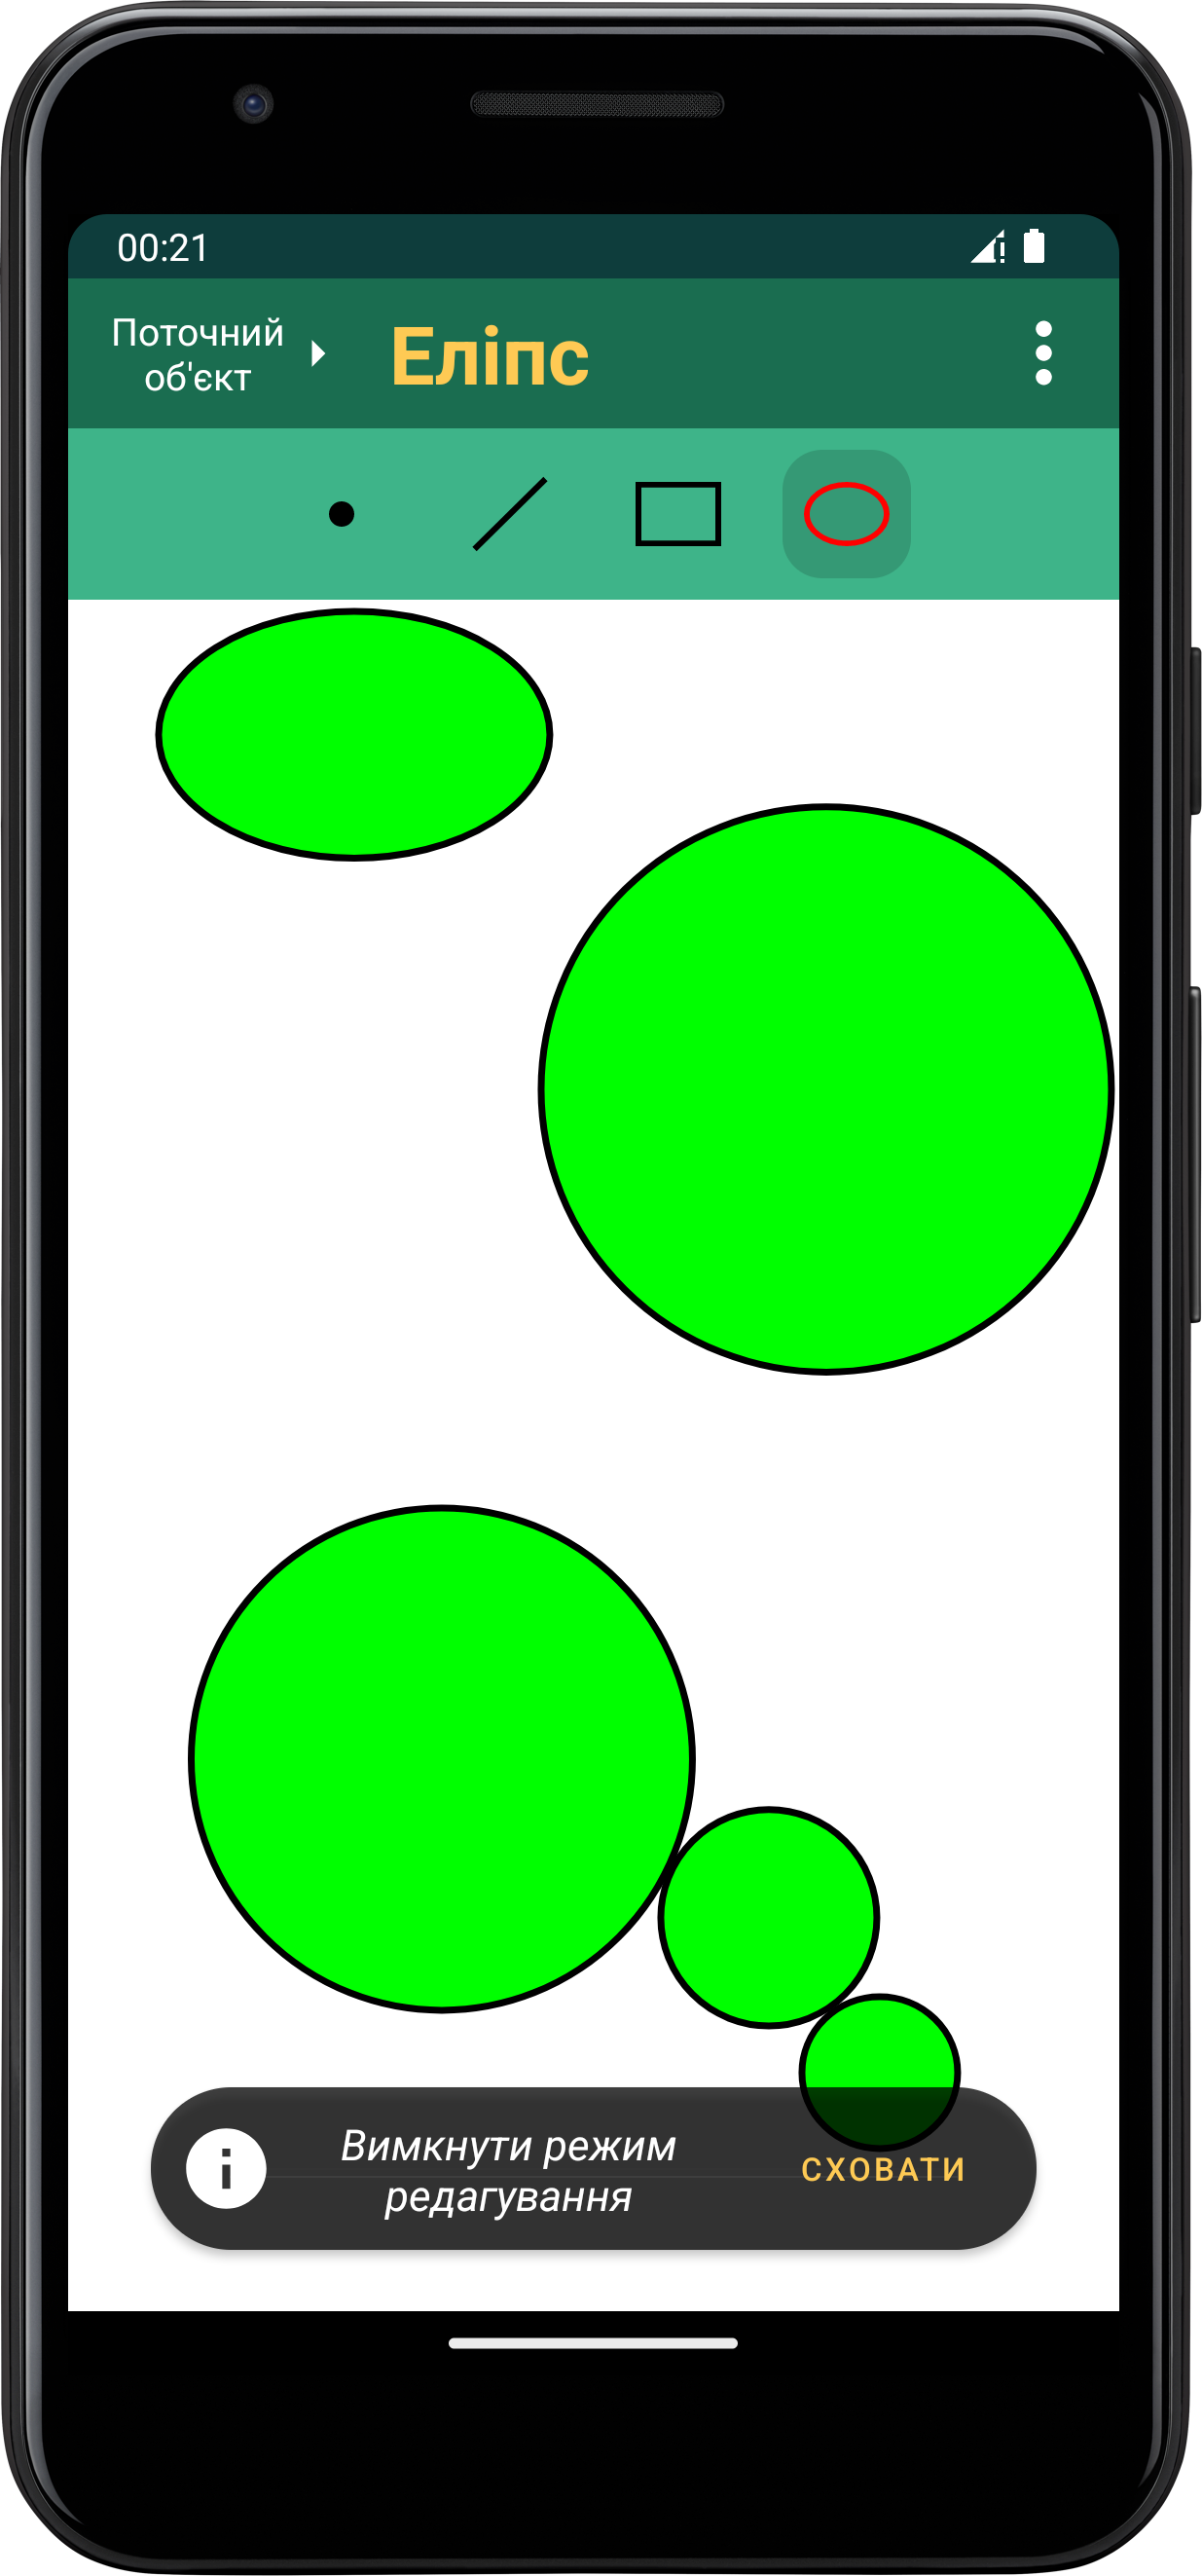 00:21
Поточний
об'єкт
Еліпс
Вимкнути режим
редагування
СХОВАТИ